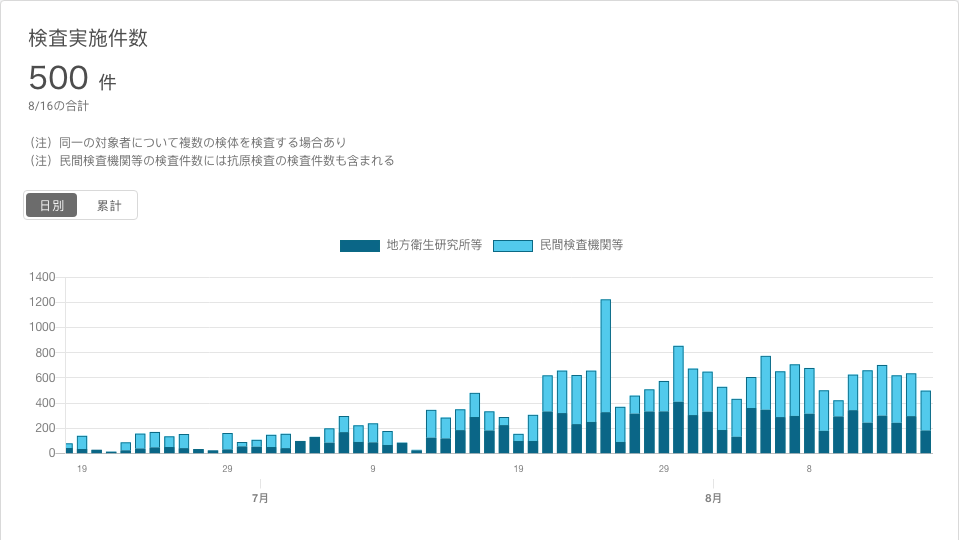 検査実施件数
500 件
8/16の合計
（注）同一の対象者について複数の検体を検査する場合あり
（注）民間検査機関等の検査件数には抗原検査の検査件数も含まれる
日別 累計
地方衛生研究所等 民間検査機関等
1400
1200
1000
800
600
400
200
0
19 29 9 19 29 8
7月 8月